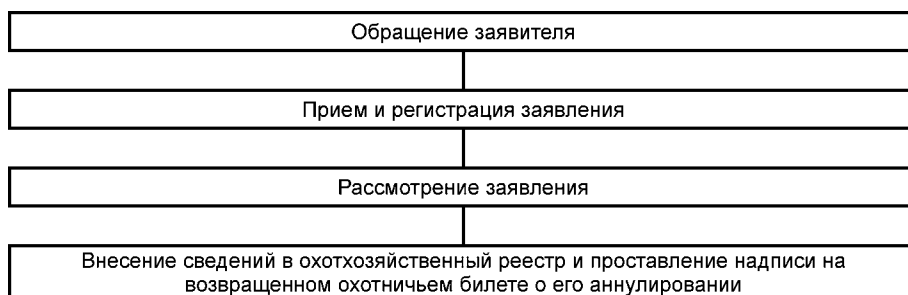 Обращение заявителя
Прием и регистрация заявления
Рассмотрение заявления
Внесение сведений в охотхозяйственный реестр и проставление надписи на
возвращенном охотничьем билете о его аннулировании